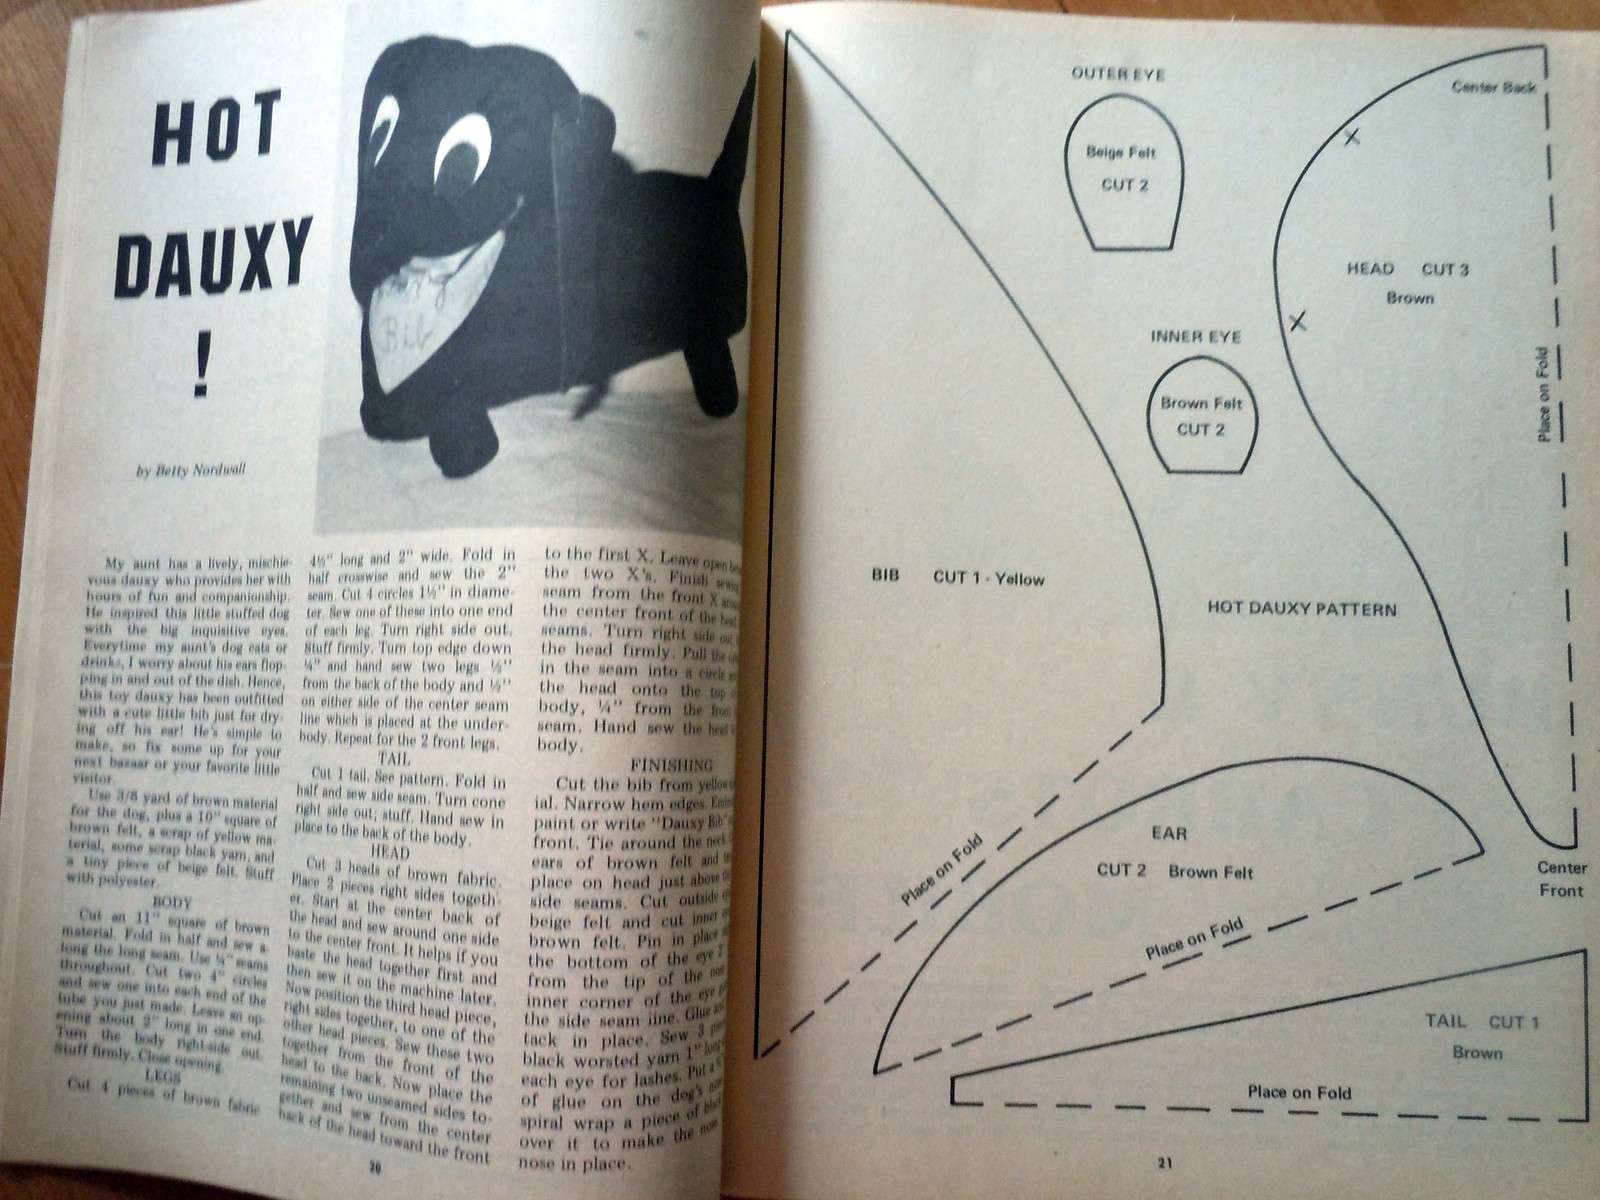 HOT
DAUXY
!
by Betty Nordwall
Bib
My aunt has a lively, mischie-
vous dauxy who provides her with
hours of fun and companionship.
He inspired this little stuffed dog
with the big inquisitive eyes.
Everytime my aunt's dog eats or
drinks, I worry about his ears flop-
ping in and out of the dish. Hence,
this toy dauxy has been outfitted
with a cute little bib just for dry-
ing off his ear! He's simple to
make, so fix some up for your
next bazaar or your favorite little
visitor.
Use 3/8 yard of brown material
for the dog, plus a 10" square of
brown felt, a scrap of yellow ma-
terial, some scrap black yarn, and
a tiny piece of beige felt. Stuff
with polyester.
BODY
Cut an 11" square of brown
material. Fold in half and sew a-
long the long seam. Use ¼" seams
throughout. Cut two 4" circles
and sew one into each end of the
tube you just made. Leave an op-
ening about 2" long in one end.
Turn the body right-side out.
Stuff firmly. Close opening.
LEGS
Cut 4 pieces of brown fabric
4½" long and 2" wide. Fold in
half crosswise and sew the 2"
seam. Cut 4 circles 1½" in diame-
ter. Sew one of these into one end
of each leg. Turn right side out.
Stuff firmly. Turn top edge down
¼" and hand sew two legs ½"
from the back of the body and ½"
on either side of the center seam
line which is placed at the under-
body. Repeat for the 2 front legs.
TAIL
Cut 1 tail. See pattern. Fold in
half and sew side seam. Turn cone
right side out; stuff. Hand sew in
place to the back of the body.
HEAD
Cut 3 heads of brown fabric.
Place 2 pieces right sides togeth-
er. Start at the center back of
the head and sew around one side
to the center front. It helps if you
baste the head together first and
then sew it on the machine later.
Now position the third head piece,
right sides together, to one of the
other head pieces. Sew these two
together from the front of the
head to the back. Now place the
remaining two unseamed sides to-
gether and sew from the center
back of the head toward the front
to the first X. Leave open
the two X's. Finish sewing
seam from the front X
the center front of the head
seams. Turn right side out
the head firmly. Pull the
in the seam into a circle
the head onto the top
body, ¼" from the front
seam. Hand sew the head
body.
FINISHING
Cut the bib from yellow
ial. Narrow hem edges.
paint or write "Dauxy Bib"
front. Tie around the neck.
ears of brown felt and
place on head just above
side seams. Cut outside
beige felt and cut inner
brown felt. Pin in place
the bottom of the eye 2"
from the tip of the nose
inner corner of the eye
the side seam line. Glue
tack in place. Sew 3
black worsted yarn 1" long
each eye for lashes. Put a
of glue on the dog's nose
spiral wrap a piece of black
over it to make the nose
nose in place.
20
OUTER EYE
Beige Felt
CUT 2
Center Back
X
HEAD CUT 3
Brown
X
INNER EYE
Brown Felt
CUT 2
Place on Fold
BIB CUT 1 - Yellow
HOT DAUXY PATTERN
EAR
CUT 2 Brown Felt
Place on Fold
Center
Front
Place on Fold
TAIL CUT 1
Brown
Place on Fold
21